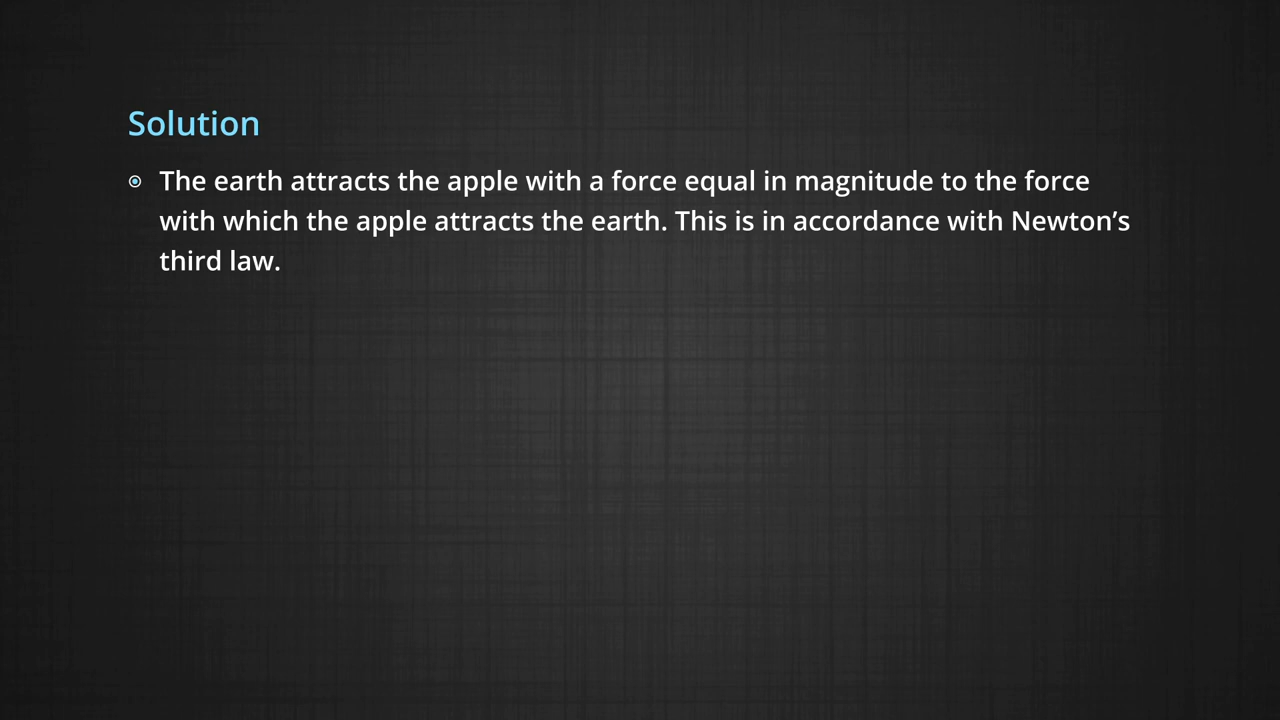 Solution
The earth attracts the apple with a force equal in magnitude to the force
with which the apple attracts the earth. This is in accordance with Newton’s
third law.